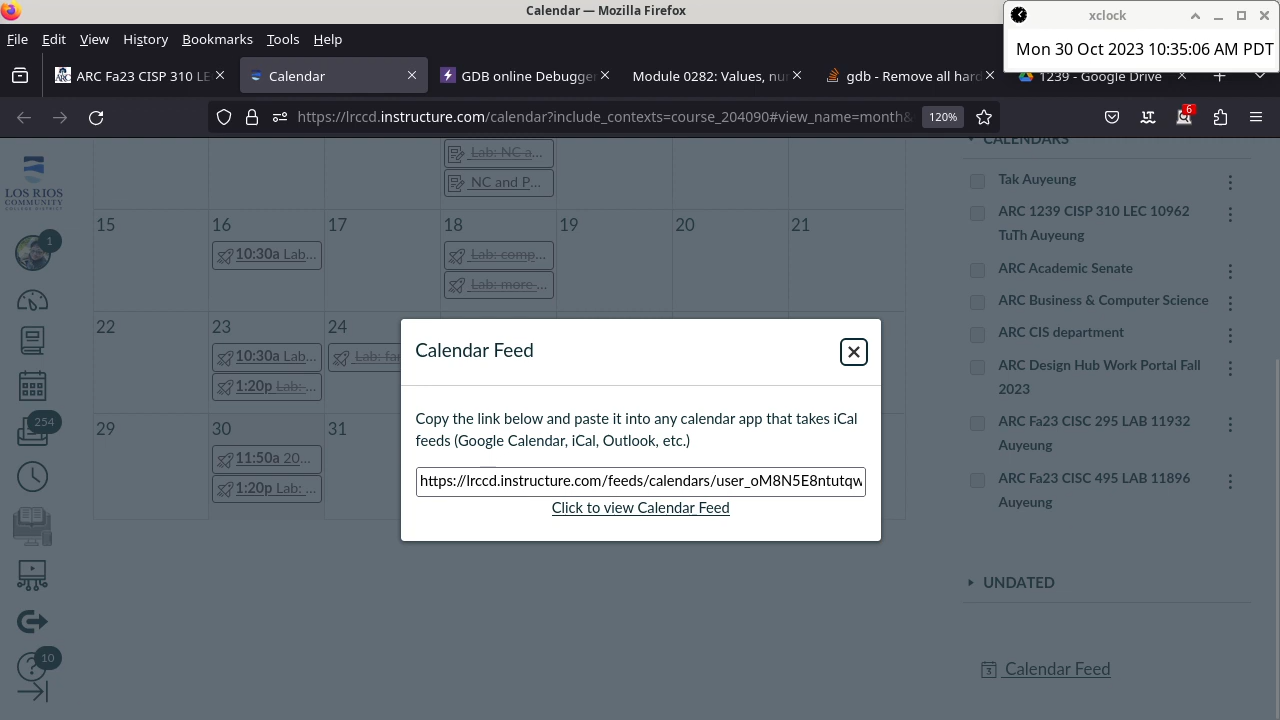 Calendar — Mozilla Firefox
xclock
Mon 30 Oct 2023 10:35:06 AM PDT
File Edit View History Bookmarks Tools Help
ARC Fa23 CISP 310 LE
Calendar
GDB online Debugge
Module 0282: Values, nu
gdb - Remove all hard
1239 - Google Drive
https://lrccd.instructure.com/calendar?include_contexts=course_204090#view_name=month&
120%
6
LOS RIOS
COMMUNITY COLLEGE DISTRICT
1
254
10
Lab: NC a...
NC and P...
15 16 17 18 19 20 21
10:30a Lab...
Lab: comp...
Lab: more ...
22 23 24
10:30a Lab...
Lab: far
1:20p Lab: ...
29 30 31
11:50a 20...
1:20p Lab: ...
Calendar Feed
Copy the link below and paste it into any calendar app that takes iCal
feeds (Google Calendar, iCal, Outlook, etc.)
https://lrccd.instructure.com/feeds/calendars/user_oM8N5E8ntutqw
Click to view Calendar Feed
CALENDARS
Tak Auyeung
ARC 1239 CISP 310 LEC 10962
TuTh Auyeung
ARC Academic Senate
ARC Business & Computer Science
ARC CIS department
ARC Design Hub Work Portal Fall
2023
ARC Fa23 CISC 295 LAB 11932
Auyeung
ARC Fa23 CISC 495 LAB 11896
Auyeung
UNDATED
Calendar Feed